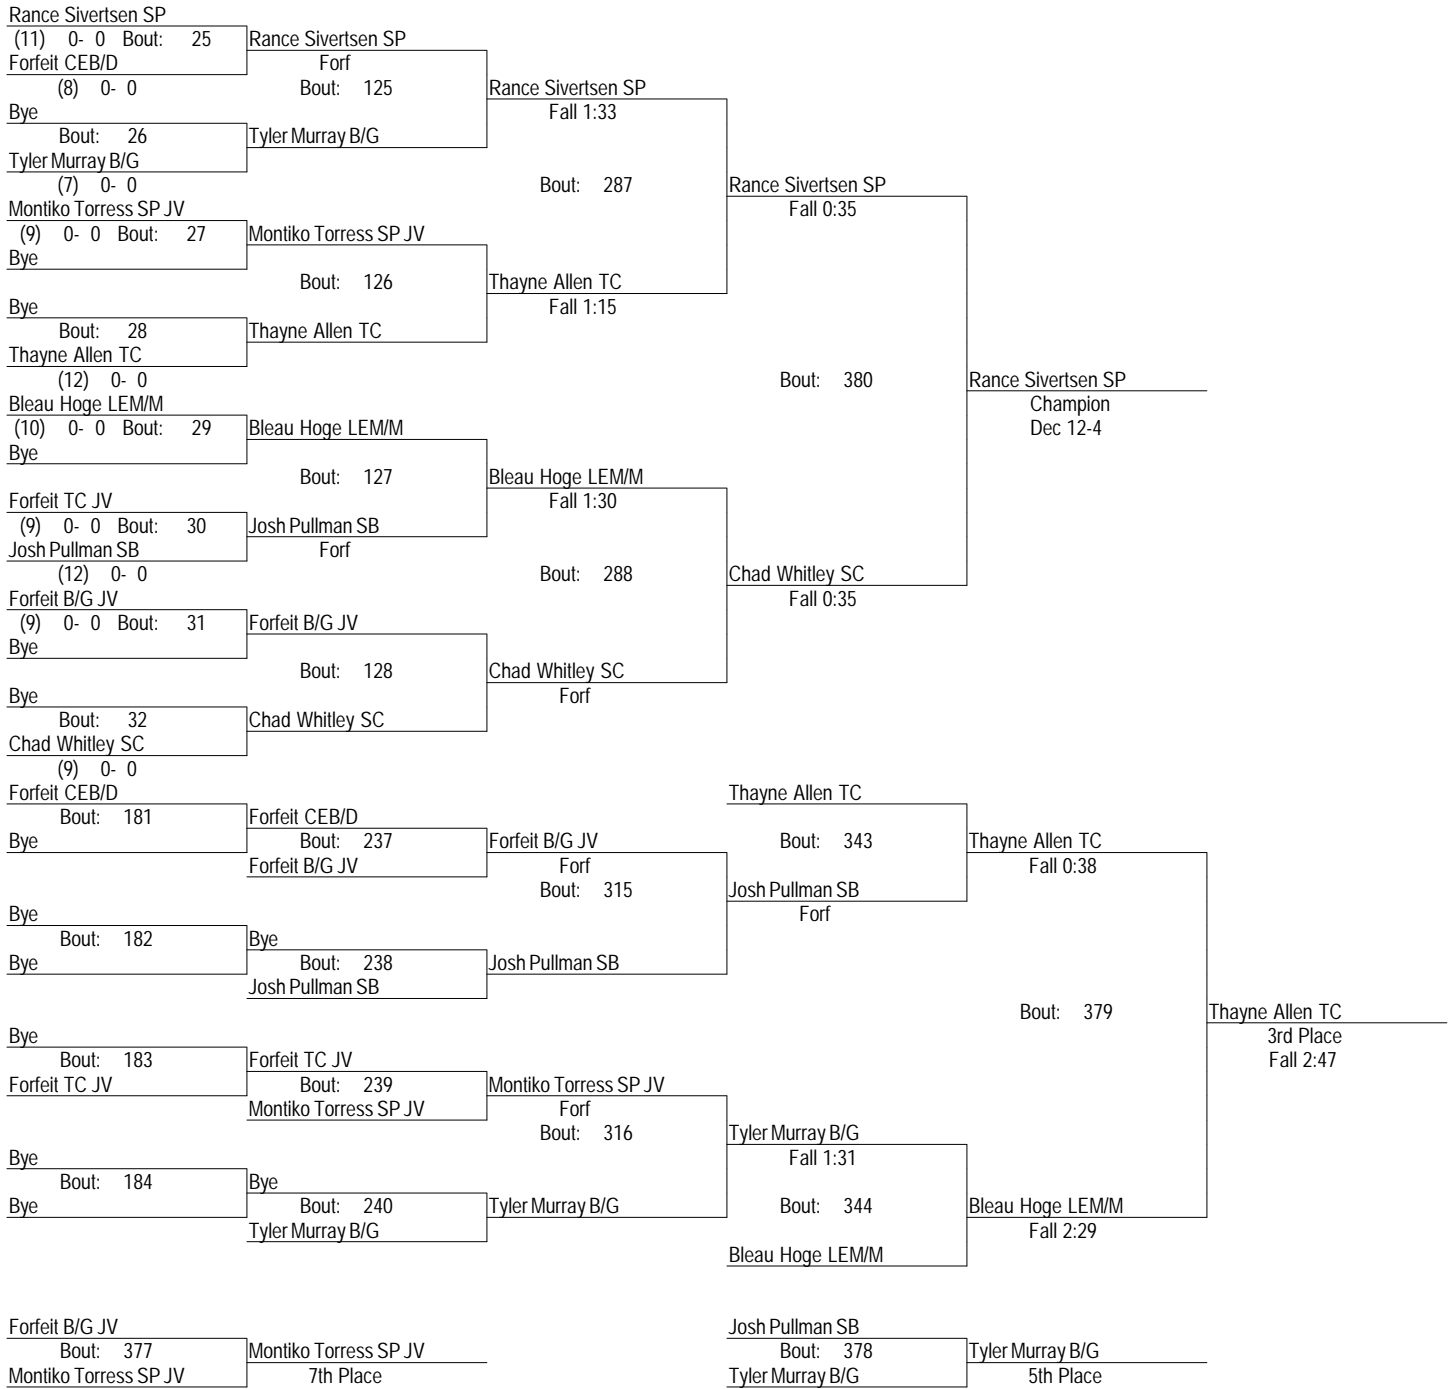 Rance Sivertsen SP
(11) 0- 0 Bout: 25 Rance Sivertsen SP
Forfeit CEB/D Forf
(8) 0- 0 Bout: 125 Rance Sivertsen SP
Bye Fall 1:33
Bout: 26 Tyler Murray B/G
Tyler Murray B/G
(7) 0- 0 Bout: 287 Rance Sivertsen SP
Montiko Torress SP JV Fall 0:35
(9) 0- 0 Bout: 27 Montiko Torress SP JV
Bye
Bout: 126 Thayne Allen TC
Bye Fall 1:15
Bout: 28 Thayne Allen TC
Thayne Allen TC
(12) 0- 0 Bout: 380 Rance Sivertsen SP
Bleau Hoge LEM/M Champion
(10) 0- 0 Bout: 29 Bleau Hoge LEM/M Dec 12-4
Bye
Bout: 127 Bleau Hoge LEM/M
Forfeit TC JV Fall 1:30
(9) 0- 0 Bout: 30 Josh Pullman SB
Josh Pullman SB Forf
(12) 0- 0 Bout: 288 Chad Whitley SC
Forfeit B/G JV Fall 0:35
(9) 0- 0 Bout: 31 Forfeit B/G JV
Bye
Bout: 128 Chad Whitley SC
Bye Forf
Bout: 32 Chad Whitley SC
Chad Whitley SC
(9) 0- 0
Forfeit CEB/D Thayne Allen TC
Bout: 181 Forfeit CEB/D
Bye Bout: 237 Forfeit B/G JV Bout: 343 Thayne Allen TC
Forfeit B/G JV Forf Fall 0:38
Bout: 315 Josh Pullman SB
Bye Forf
Bout: 182 Bye
Bye Bout: 238 Josh Pullman SB
Josh Pullman SB
Bout: 379 Thayne Allen TC
Bye 3rd Place
Bout: 183 Forfeit TC JV Fall 2:47
Forfeit TC JV Bout: 239 Montiko Torress SP JV
Montiko Torress SP JV Forf
Bout: 316 Tyler Murray B/G
Bye Fall 1:31
Bout: 184 Bye
Bye Bout: 240 Tyler Murray B/G Bout: 344 Bleau Hoge LEM/M
Tyler Murray B/G Fall 2:29
Bleau Hoge LEM/M
Forfeit B/G JV Josh Pullman SB
Bout: 377 Montiko Torress SP JV Bout: 378 Tyler Murray B/G
Montiko Torress SP JV 7th Place Tyler Murray B/G 5th Place